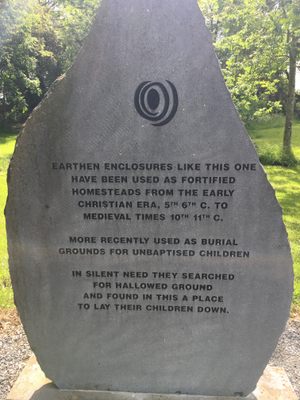 EARTHEN ENCLOSURES LIKE THIS ONE
HAVE BEEN USED AS FORTIFIED
HOMESTEADS FROM THE EARLY
CHRISTIAN ERA, 5TH 6TH C. TO
MEDIEVAL TIMES 10TH 11TH C.
MORE RECENTLY USED AS BURIAL
GROUNDS FOR UNBAPTISED CHILDREN
IN SILENT NEED THEY SEARCHED
FOR HALLOWED GROUND
AND FOUND IN THIS A PLACE
TO LAY THEIR CHILDREN DOWN.